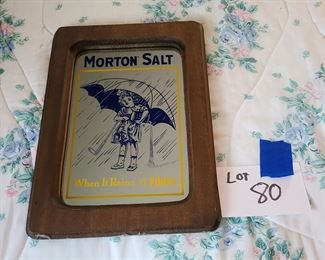 MORTON SALT
When It Rains it POURS
LOT
80